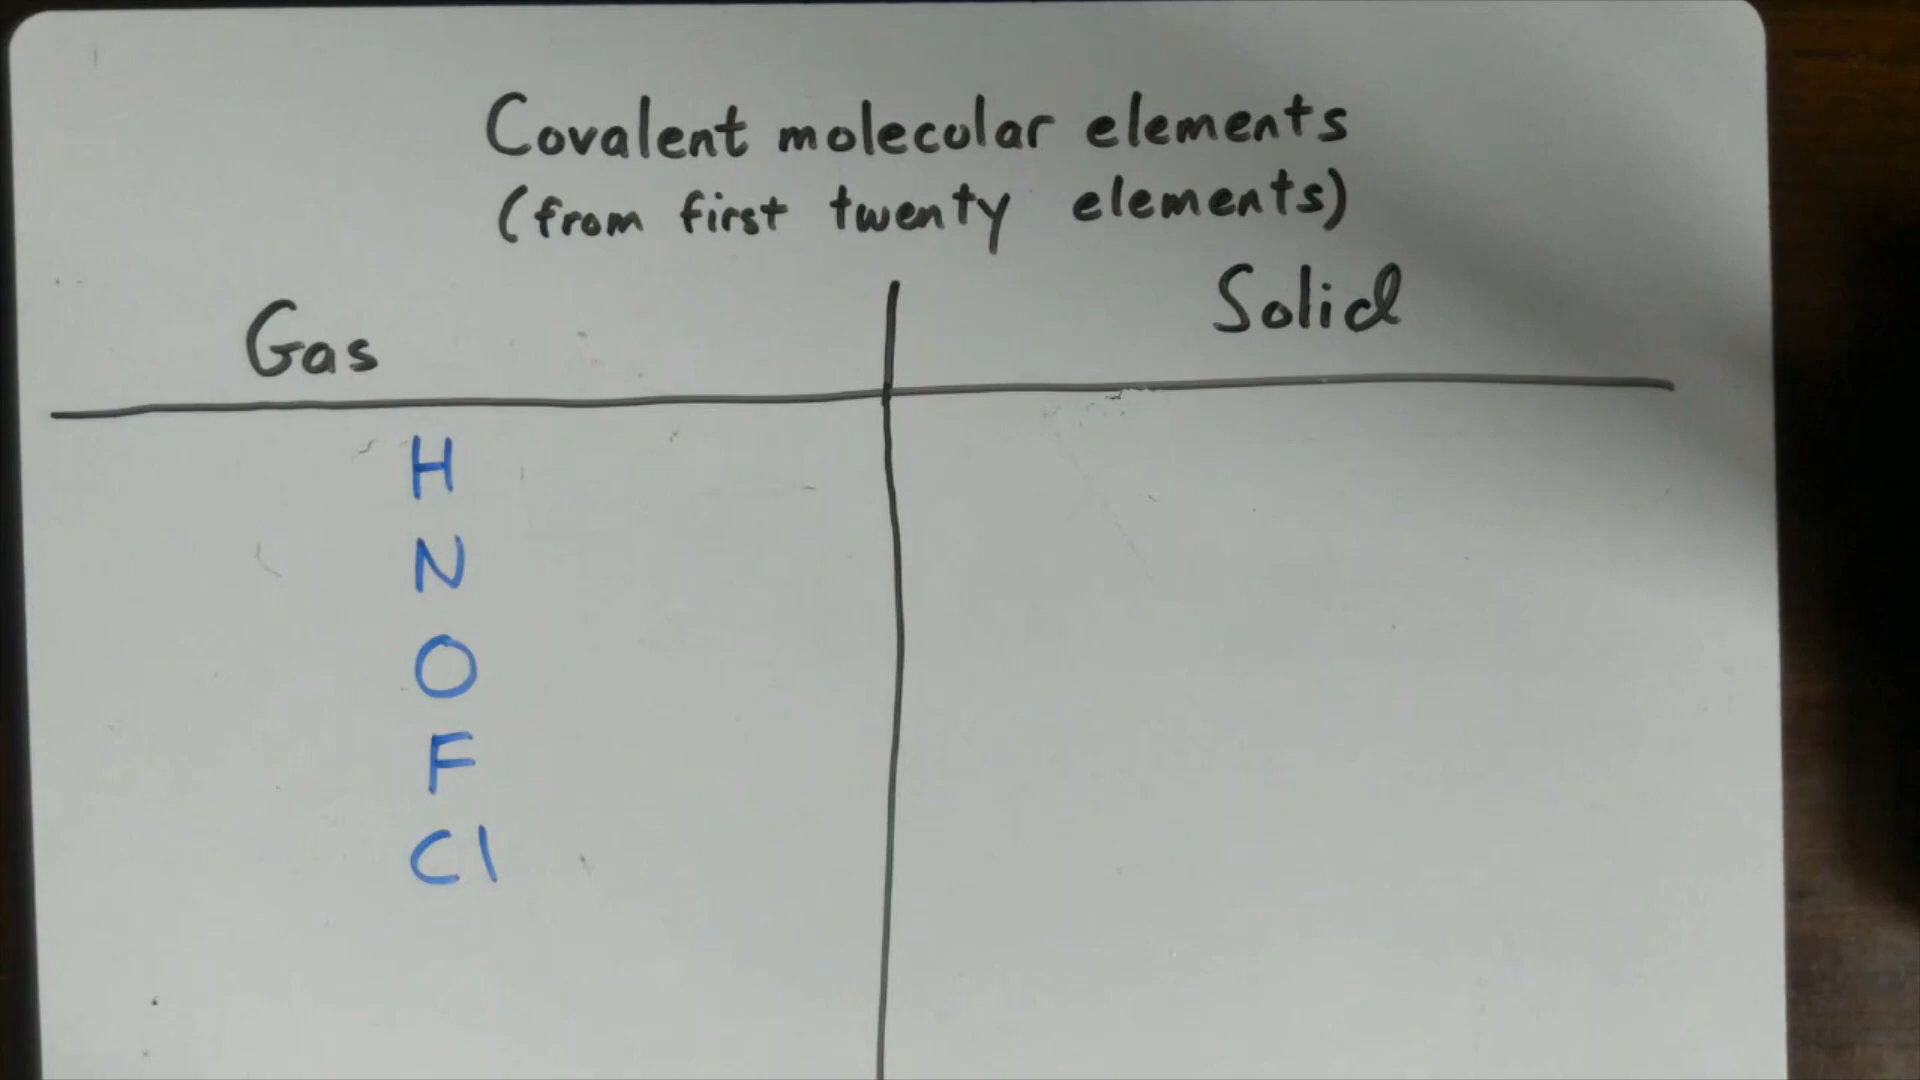 Covalent molecular elements
(from first twenty elements)
Gas
Solid
H
N
O
F
Cl